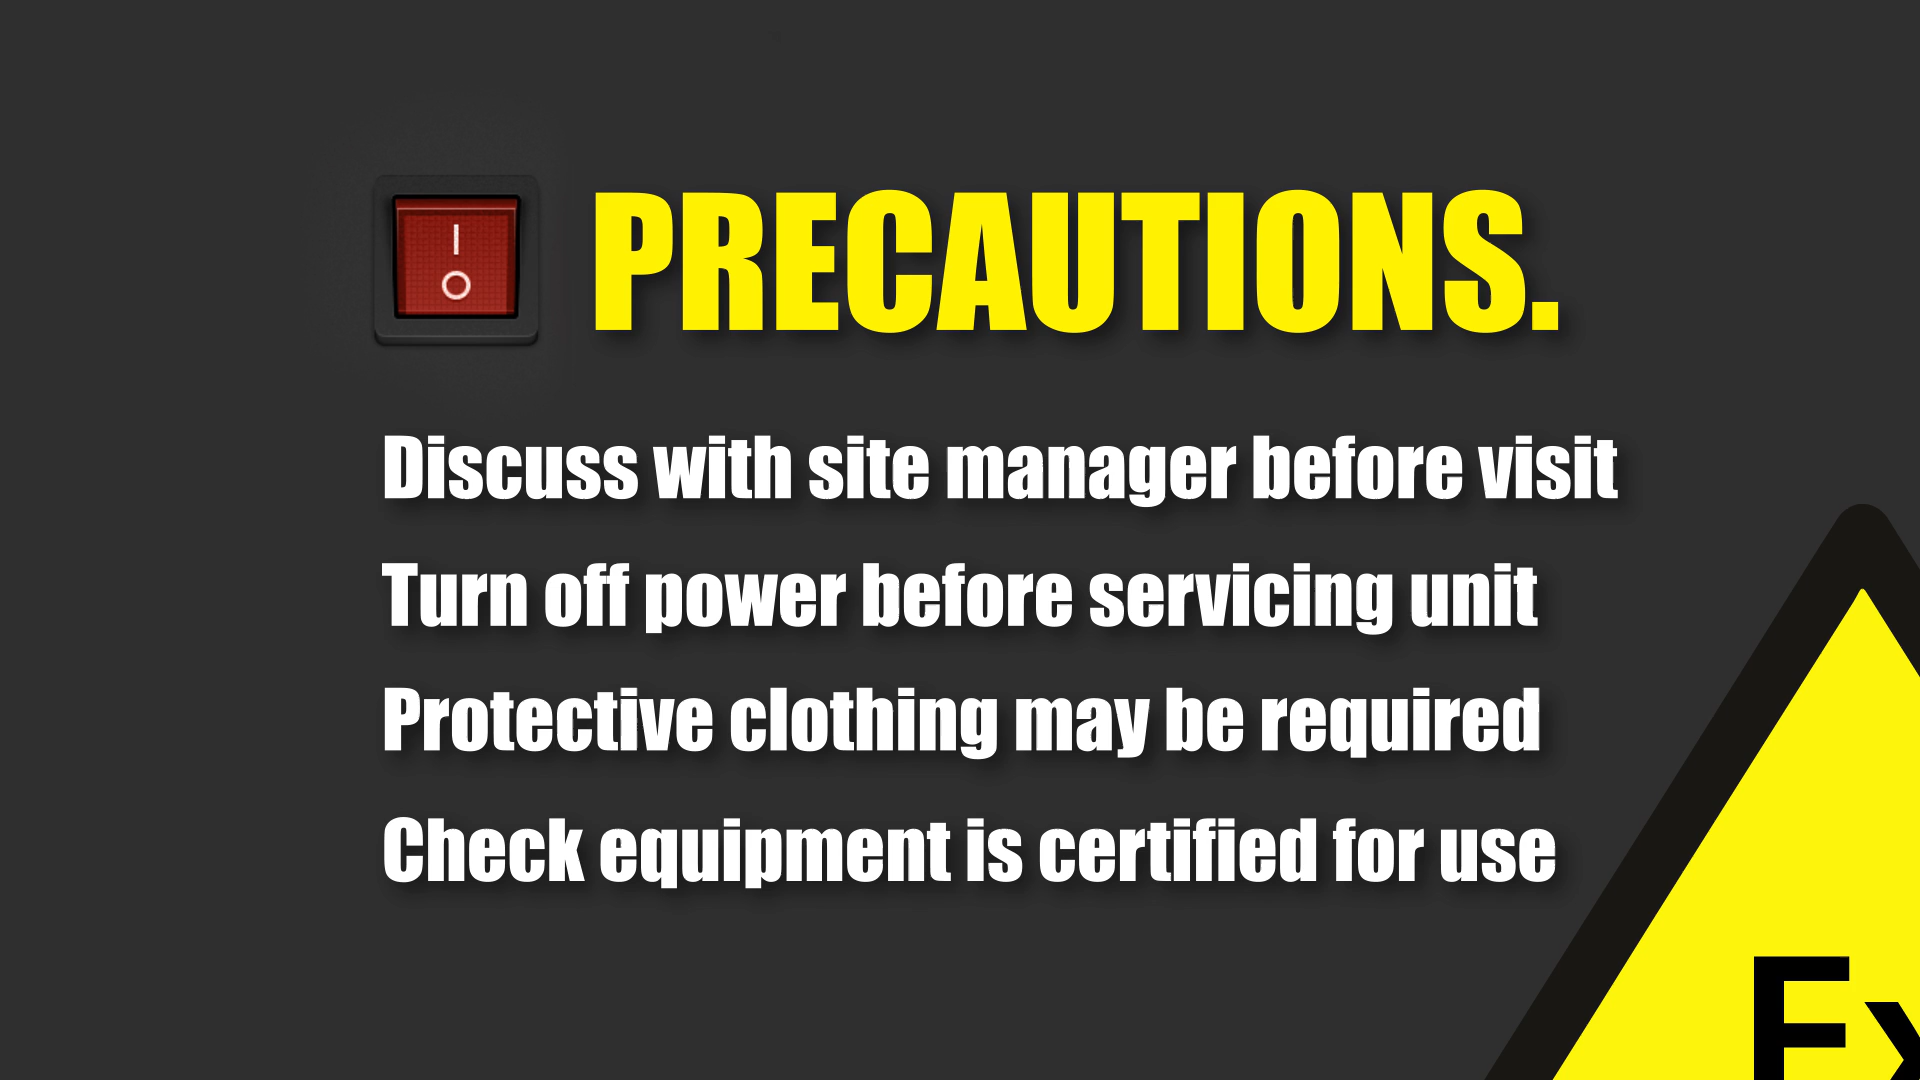 PRECAUTIONS.
Discuss with site manager before visit
Turn off power before servicing unit
Protective clothing may be required
Check equipment is certified for use
Ex